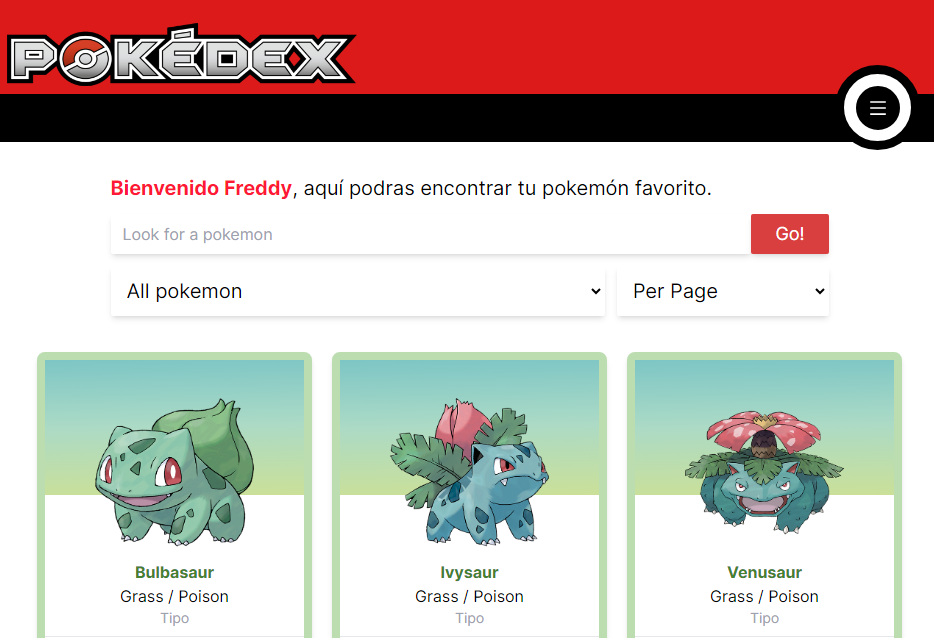 POKÉDEX
Bienvenido Freddy, aquí podras encontrar tu pokemón favorito.
Look for a pokemon
Go!
All pokemon
Per Page
Bulbasaur
Grass / Poison
Tipo
Ivysaur
Grass / Poison
Tipo
Venusaur
Grass / Poison
Tipo